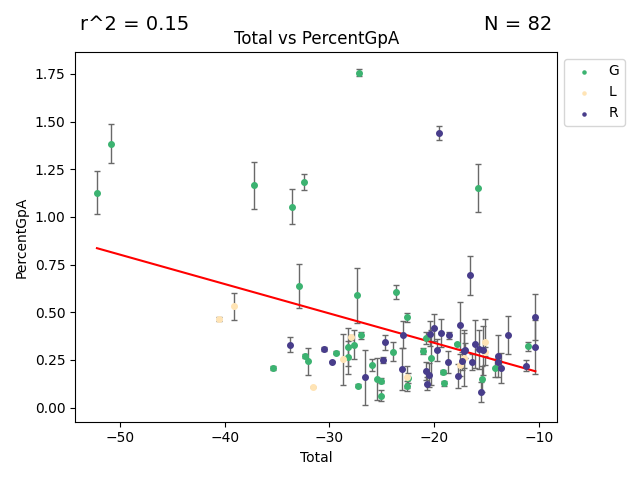 r^2 = 0.15
N = 82
Total vs PercentGpA
G
L
R
1.75
1.50
1.25
1.00
0.75
0.50
0.25
0.00
PercentGpA
−50
−40
−30
−20
−10
Total